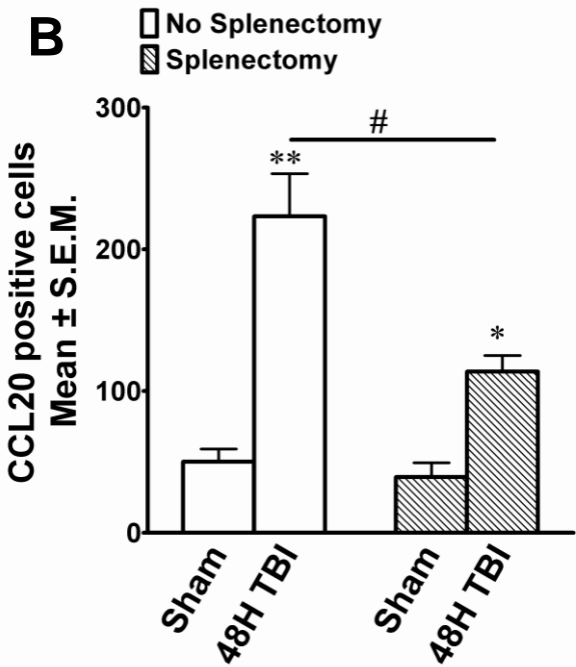 B
No Splenectomy
Splenectomy
CCL20 positive cells
Mean ± S.E.M.
300
200
100
0
#
**
*
Sham
48H TBI
Sham
48H TBI